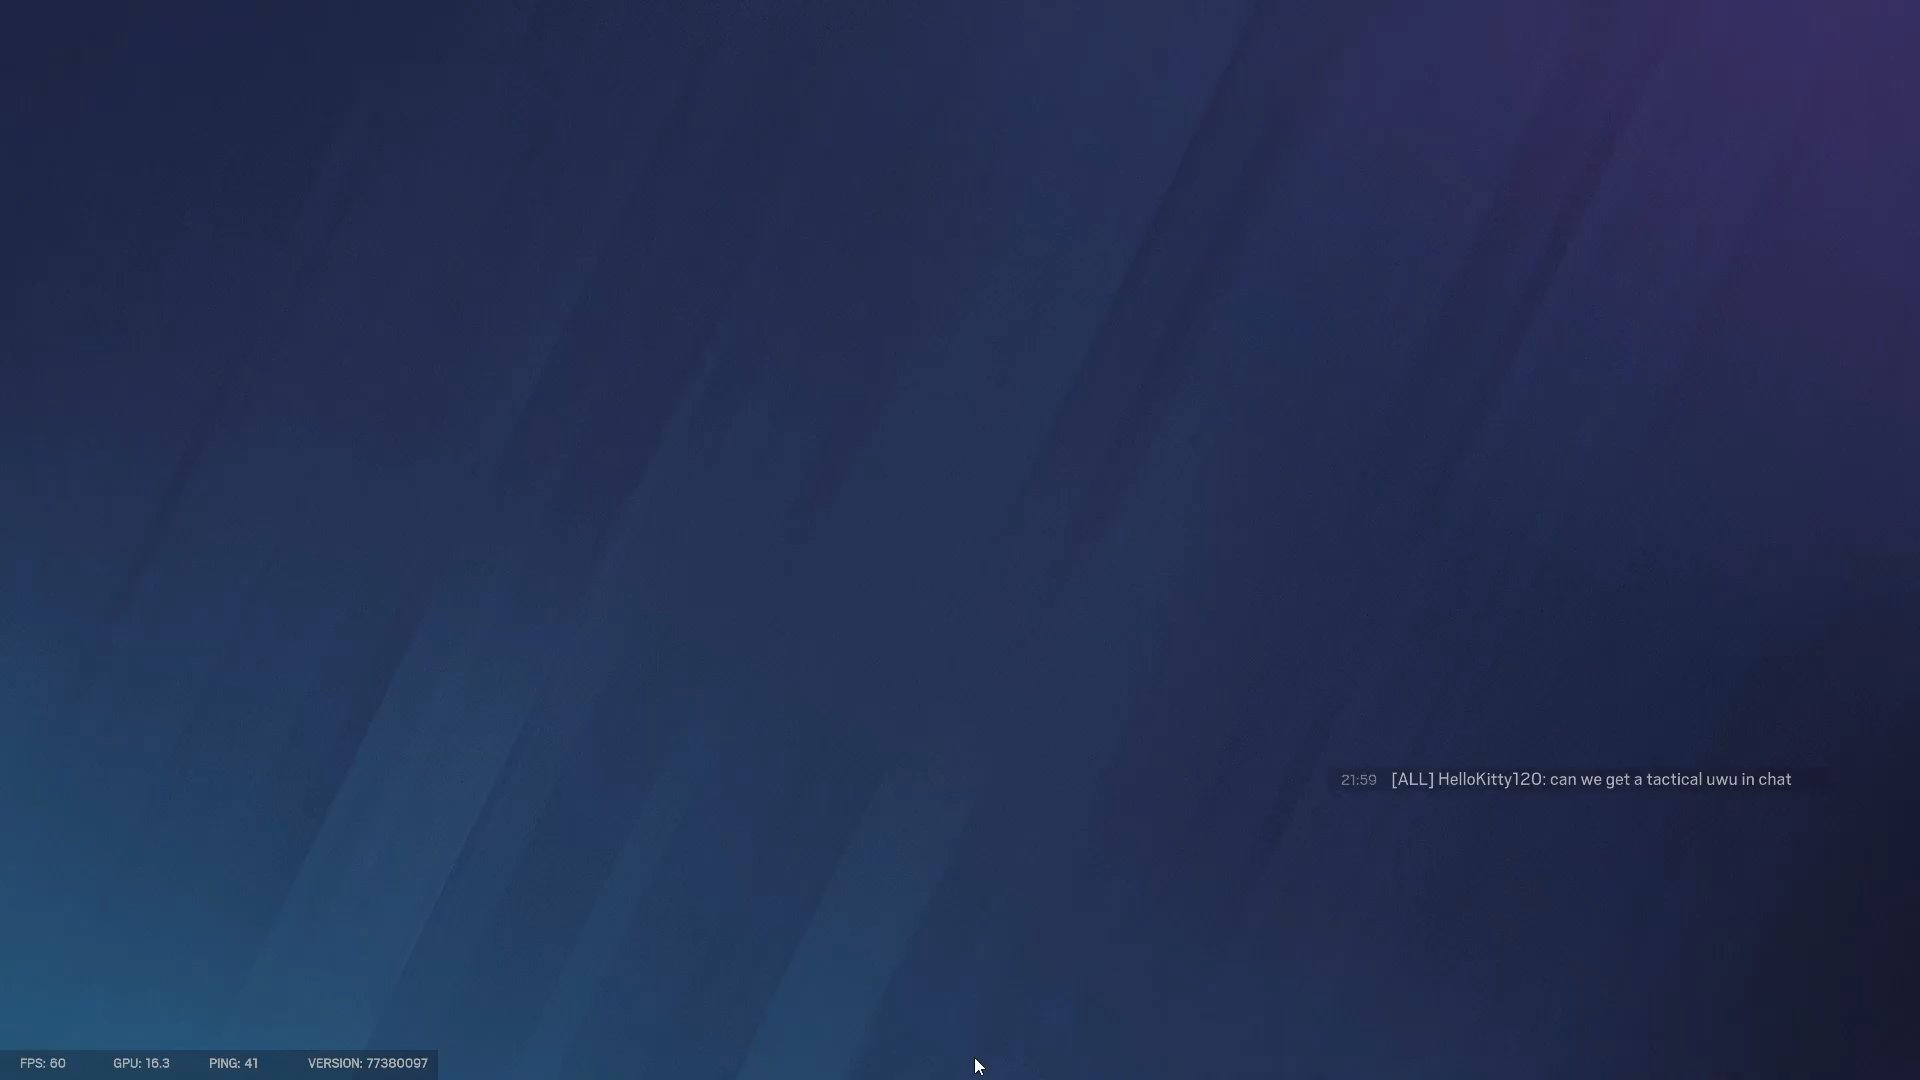 21:59 [ALL] HelloKitty120: can we get a tactical uwu in chat
FPS: 60 GPU: 16.3 PING: 41 VERSION: 77380097